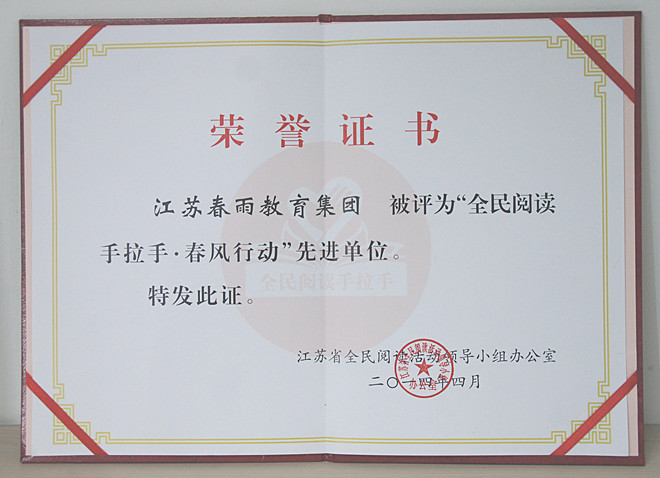 荣誉证书
江苏春雨教育集团 被评为“全民阅读
手拉手·春风行动”先进单位。
全民阅读手拉手
特发此证。
江苏省全民阅读活动领导小组办公室
二〇一四年四月
办公室